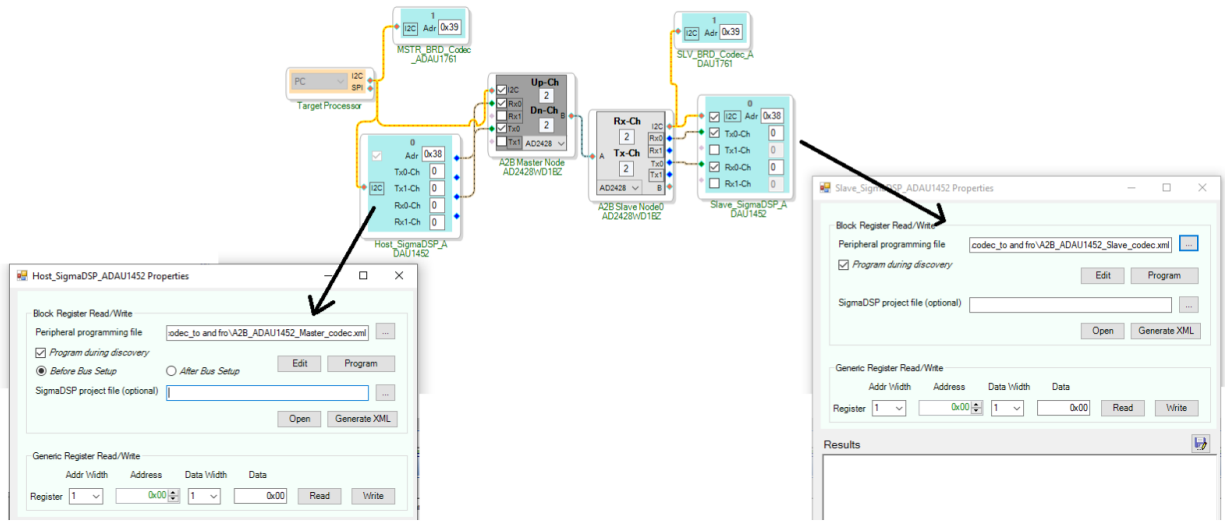 1
I2C Adr 0x39
MSTR_BRD_Codec
_ADAU1761
1
I2C Adr 0x39
SLV_BRD_Codec_A
DAU1761
PC I2C
SPI
Target Processor
Up-Ch
I2C 2
Rx0
Rx1 Dn-Ch
Tx0 2 B
Tx1 AD2428
A2B Master Node
AD2428WD1BZ
Rx-Ch
2 I2C
Rx0
Tx-Ch Rx1
A 2 Tx0
Tx1
AD2428 B
A2B Slave Node0
AD2428WD1BZ
0
I2C Adr 0x38
Tx0-Ch 0
Tx1-Ch 0
Rx0-Ch 0
Rx1-Ch 0
Slave_SigmaDSP_A
DAU1452
0
Adr 0x38
Tx0-Ch 0
I2C Tx1-Ch 0
Rx0-Ch 0
Rx1-Ch 0
Host_SigmaDSP_A
DAU1452
Host_SigmaDSP_ADAU1452 Properties
Block Register Read/Write
Peripheral programming file :odec_to and fro\A2B_ADAU1452_Master_codec.xml ...
Program during discovery
Edit Program
Before Bus Setup After Bus Setup
SigmaDSP project file (optional) ...
Open Generate XML
Generic Register Read/Write
Addr Width Address Data Width Data
Register 1 0x00 1 0x00 Read Write
Slave_SigmaDSP_ADAU1452 Properties
Block Register Read/Write
Peripheral programming file codec_to and fro\A2B_ADAU1452_Slave_codec.xml ...
Program during discovery
Edit Program
SigmaDSP project file (optional) ...
Open Generate XML
Generic Register Read/Write
Addr Width Address Data Width Data
Register 1 0x00 1 0x00 Read Write
Results